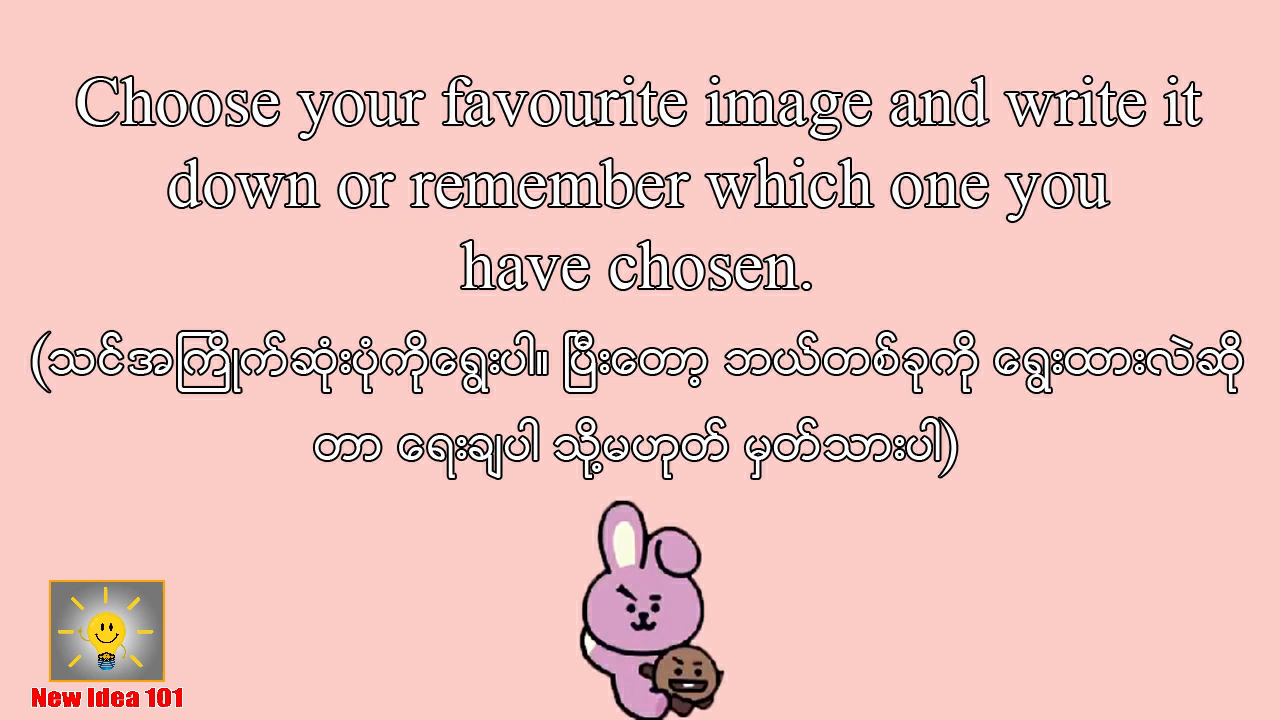 Choose your favourite image and write it
down or remember which one you
have chosen.
(သင်အကြိုက်ဆုံးပုံကိုရွေးပါ။ ပြီးတော့ ဘယ်တစ်ခုကို ရွေးထားလဲဆို
တာ ရေးချပါ သို့မဟုတ် မှတ်သားပါ)
New Idea 101